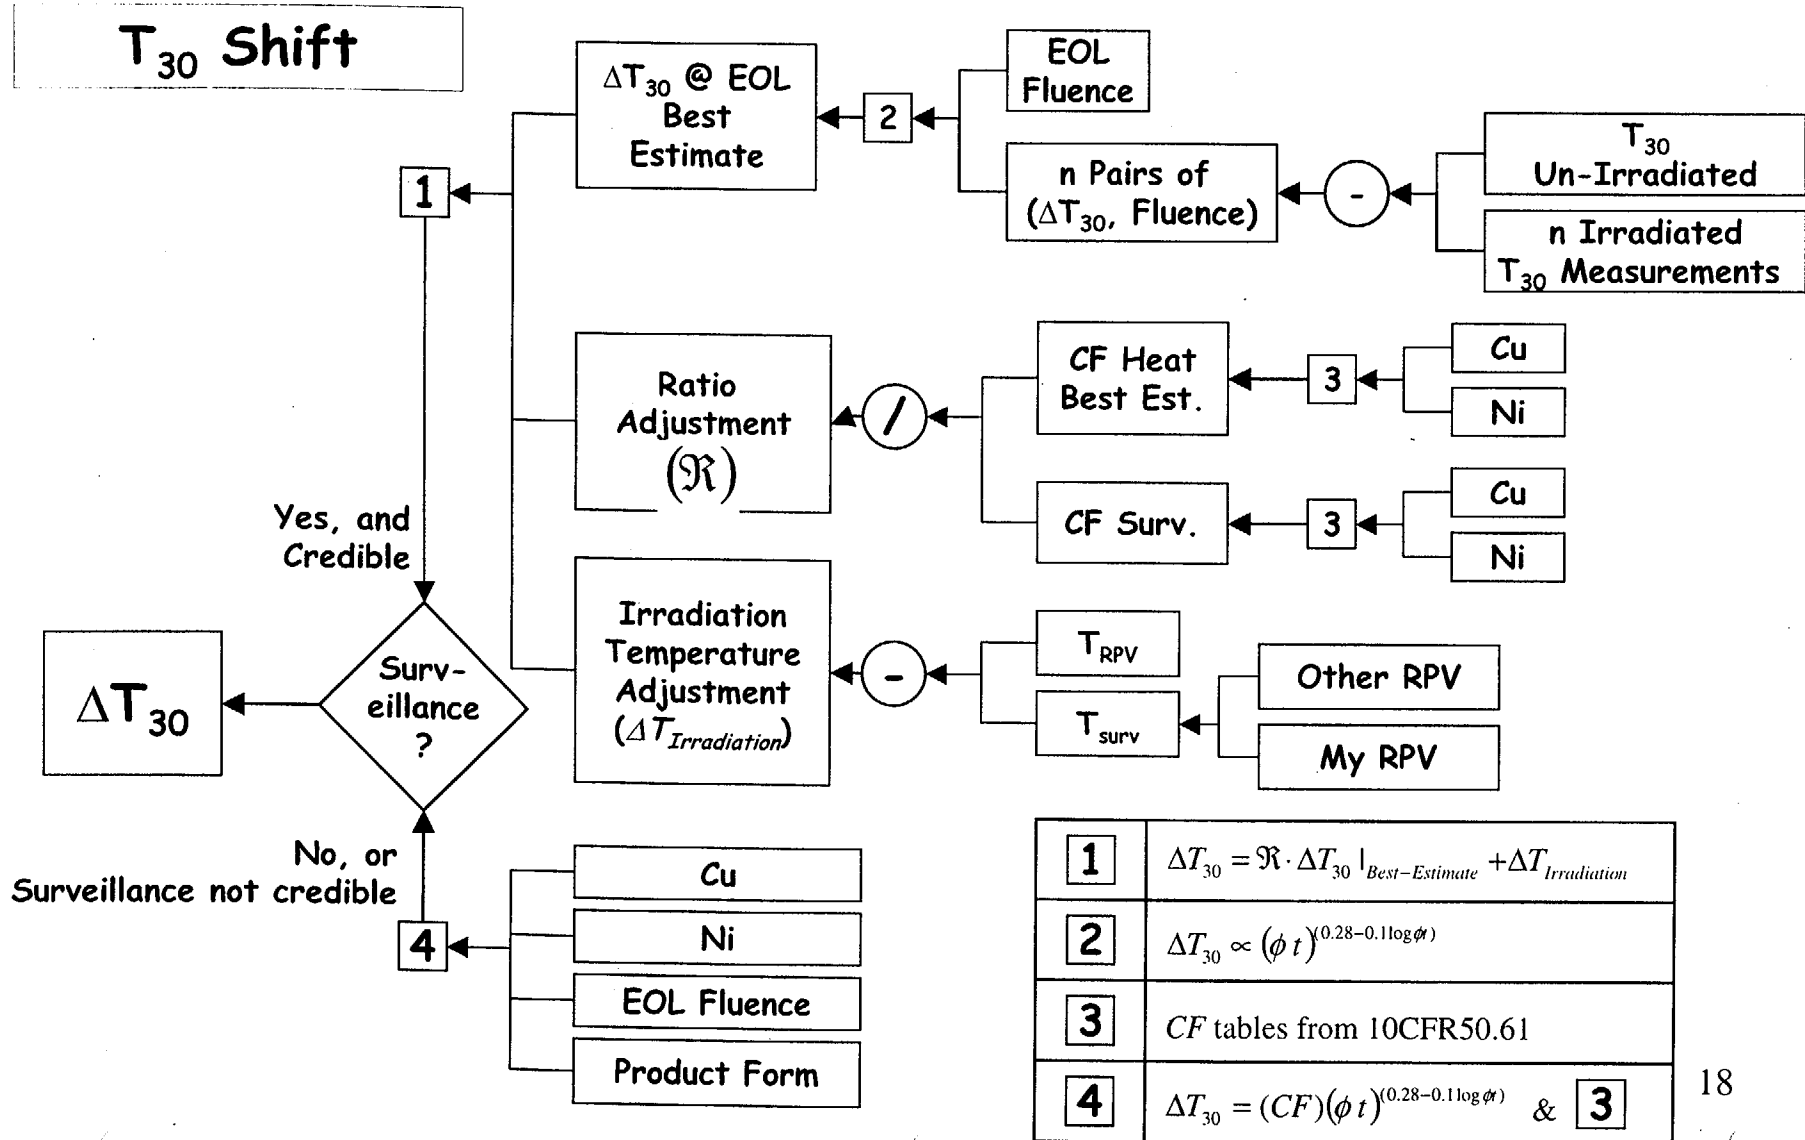 T30 Shift
ΔT30 @ EOL
Best
Estimate
2
EOL
Fluence
n Pairs of
(ΔT30, Fluence)
-
T30
Un-Irradiated
n Irradiated
T30 Measurements
1
Ratio
Adjustment
(ℜ)
/
CF Heat
Best Est.
3
Cu
Ni
CF Surv.
3
Cu
Ni
Yes, and
Credible
Irradiation
Temperature
Adjustment
(ΔTIrradiation)
-
TRPV
Tsurv
Other RPV
My RPV
ΔT30
Surv-
eillance
?
No, or
Surveillance not credible
4
Cu
Ni
EOL Fluence
Product Form
1 ΔT30 = ℜ · ΔT30 |Best-Estimate +ΔTIrradiation
2 ΔT30 ∝ (ϕ t)(0.28-0.1log ϕt)
3 CF tables from 10CFR50.61
4 ΔT30 = (CF)(ϕ t)(0.28-0.1log ϕt) & 3
18